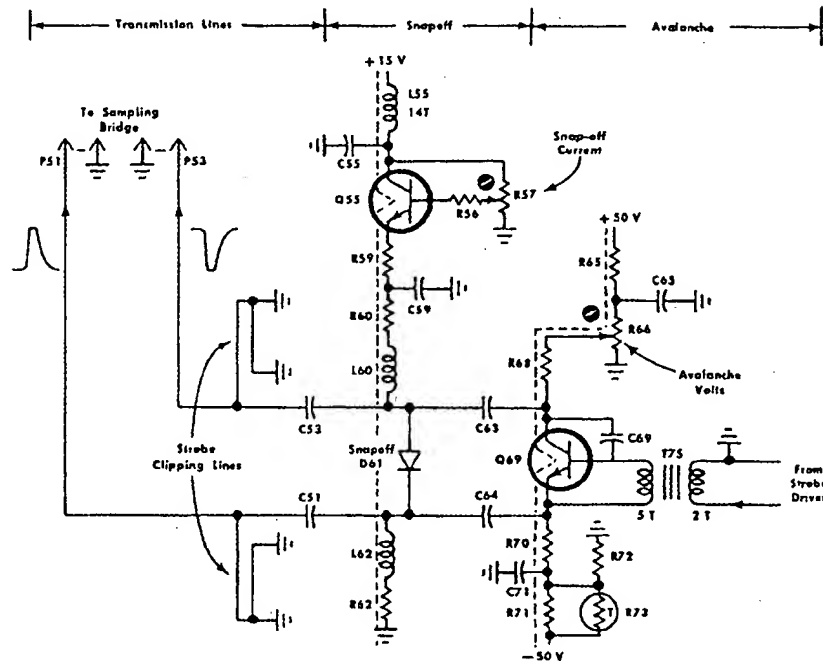 Transmission Lines
Snapoff
Avalanche
+15 V
L55
14T
To Sampling
Bridge
P51
P53
C55
Snap-off
Current
Q55
R56
R57
+50 V
R65
C63
R59
C59
R60
R66
R68
L60
Avalanche
Volts
C53
C63
C69
Strobe
Clipping Lines
Snapoff
D61
Q69
T75
From
Strobe
Driver
C51
C64
5 T
2 T
L62
R70
R72
C71
R62
R71
T
R73
-50 V